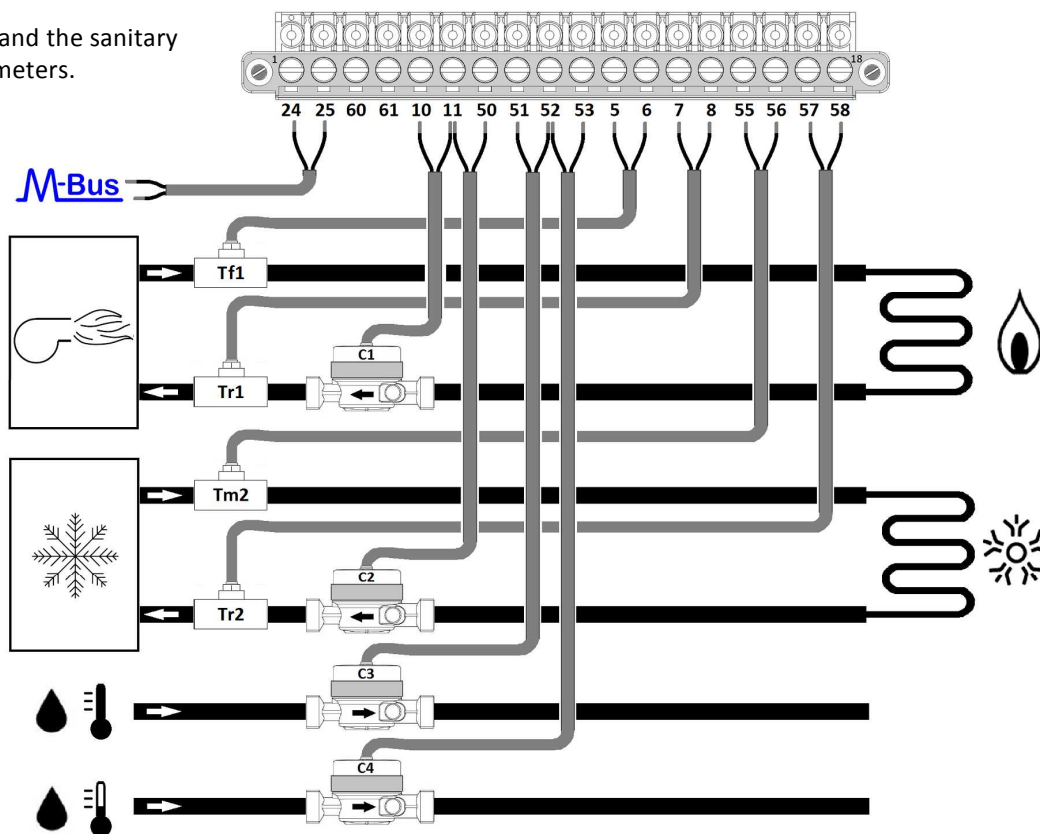 and the sanitary
meters.
1 18
24 25 60 61 10 11 50 51 52 53 5 6 7 8 55 56 57 58
M-Bus
Tf1
C1
Tr1
Tm2
C2
Tr2
C3
C4